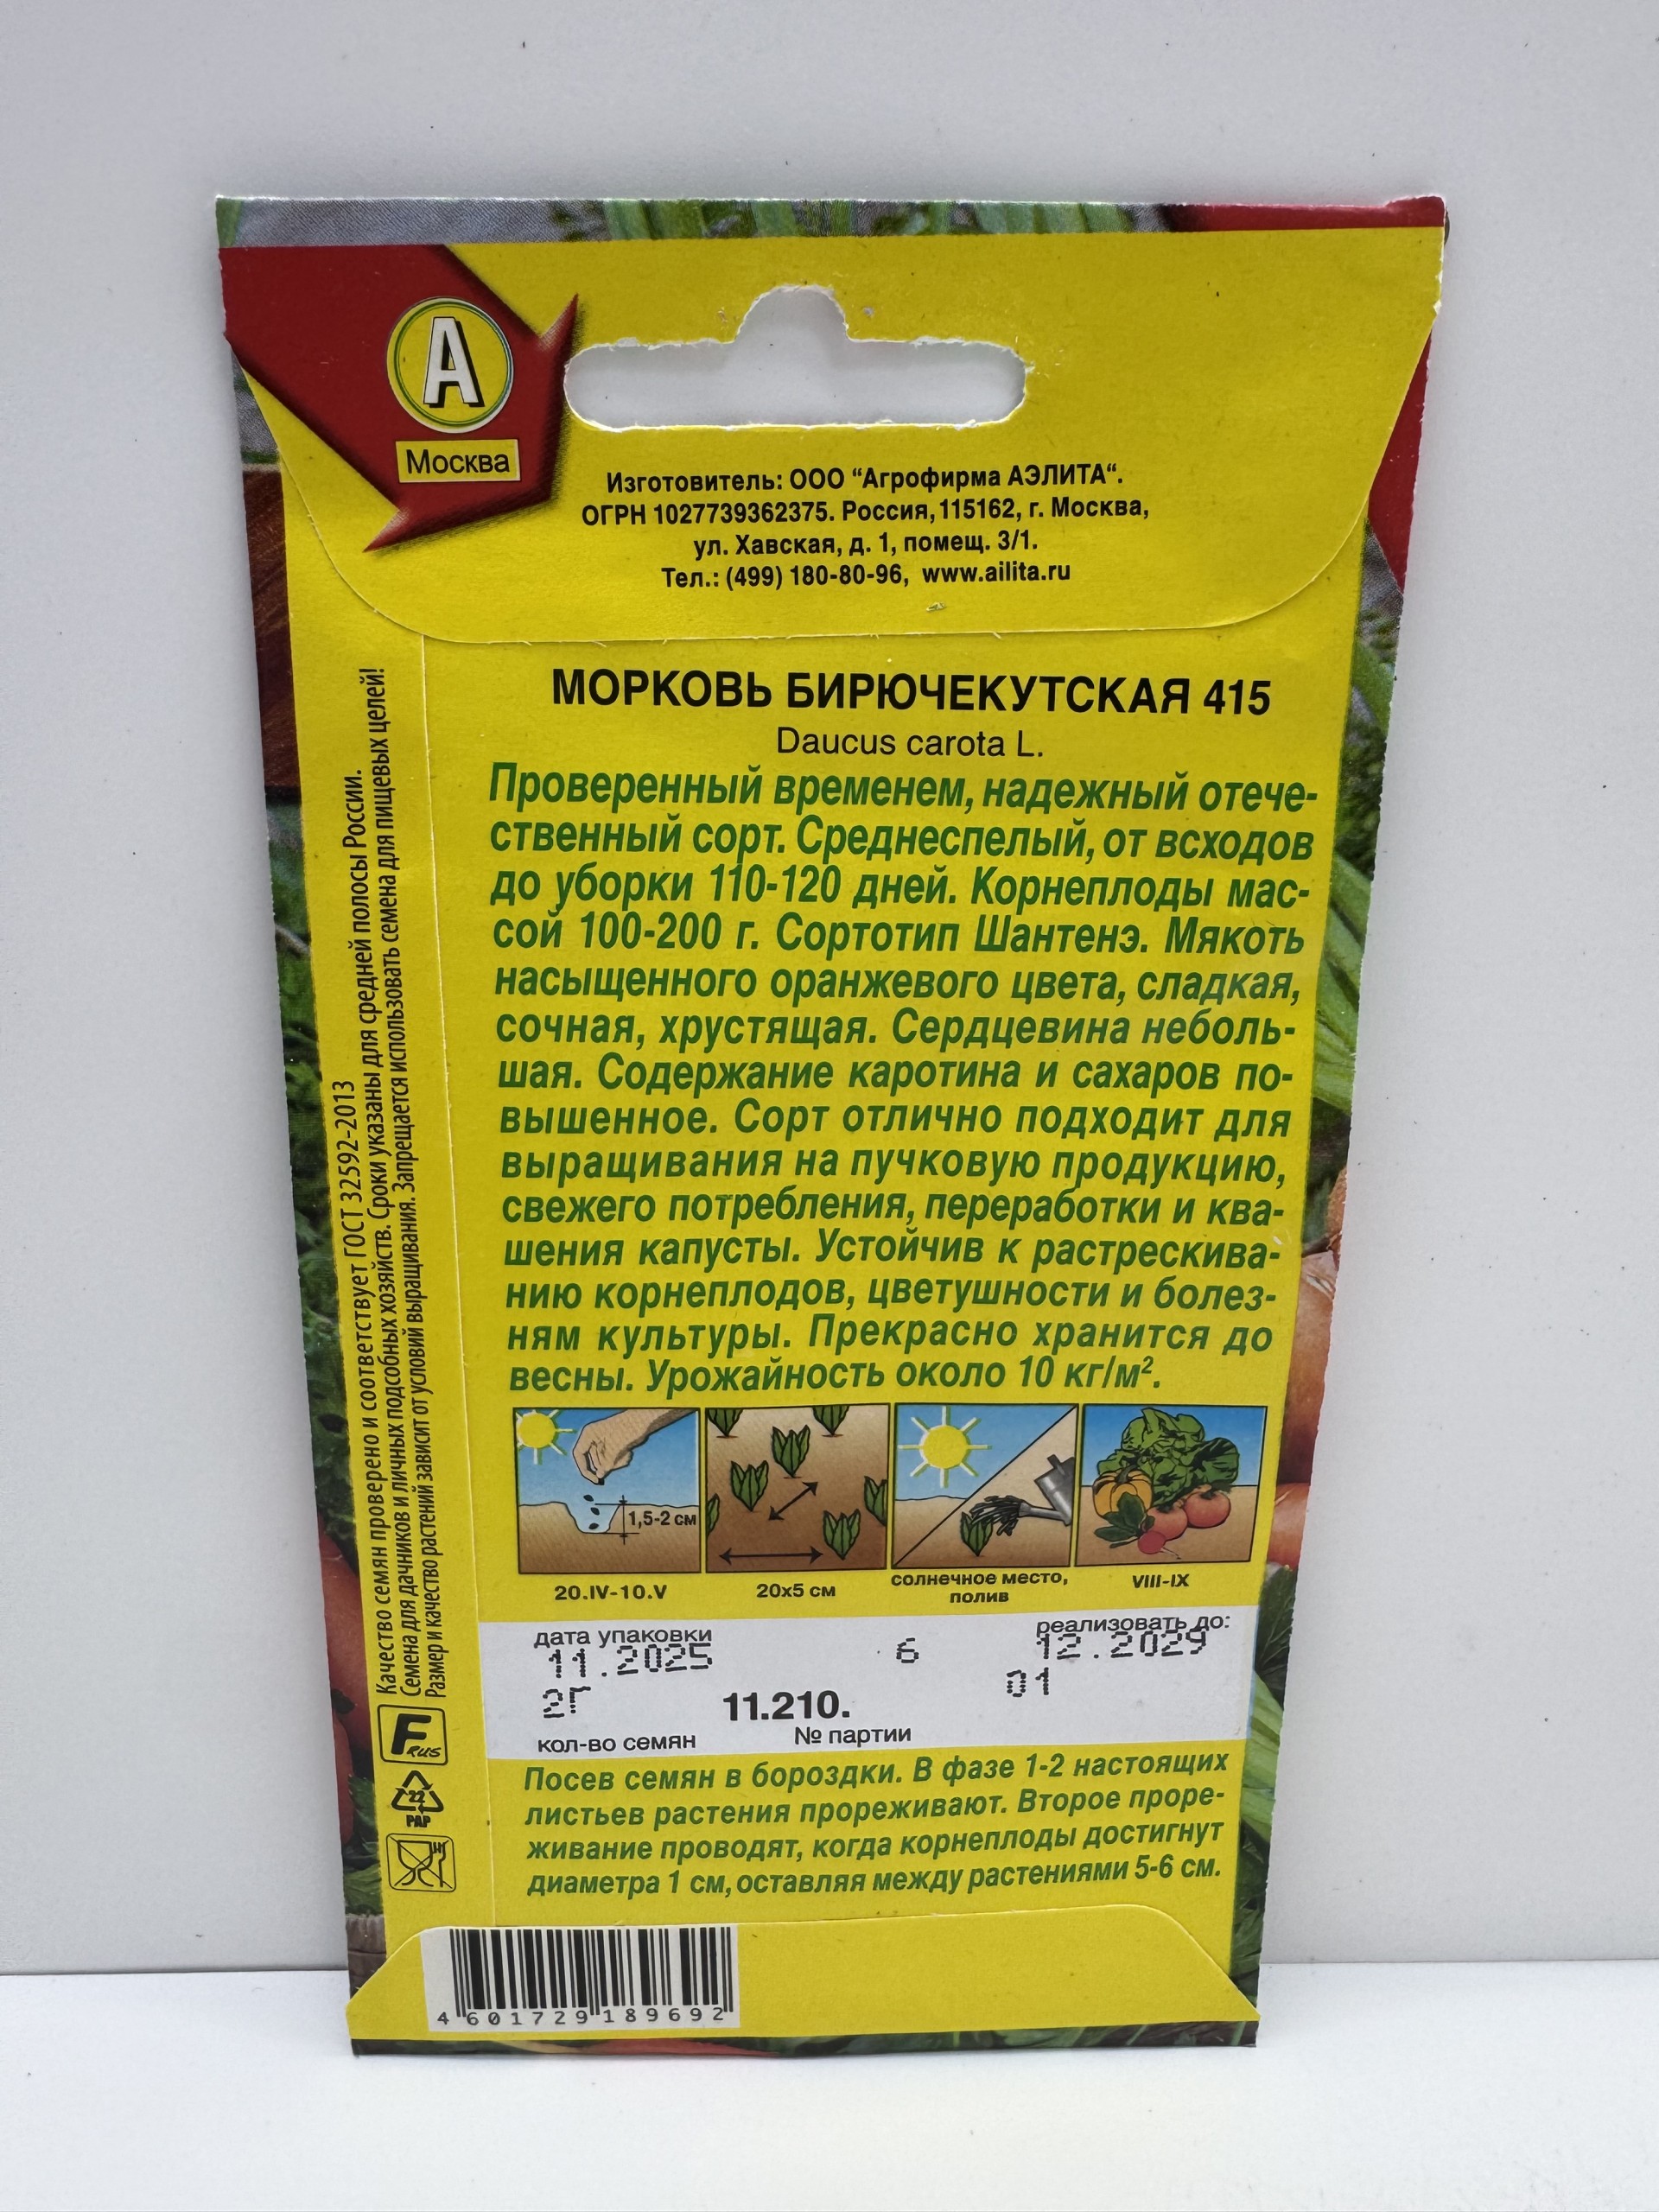 А
Москва
Изготовитель: ООО “Агрофирма АЭЛИТА“.
ОГРН 1027739362375. Россия, 115162, г. Москва,
ул. Хавская, д. 1, помещ. 3/1.
Тел.: (499) 180-80-96, www.ailita.ru
МОРКОВЬ БИРЮЧЕКУТСКАЯ 415
Daucus carota L.
Проверенный временем, надежный отече-
ственный сорт. Среднеспелый, от всходов
до уборки 110-120 дней. Корнеплоды мас-
сой 100-200 г. Сортотип Шантенэ. Мякоть
насыщенного оранжевого цвета, сладкая,
сочная, хрустящая. Сердцевина неболь-
шая. Содержание каротина и сахаров по-
вышенное. Сорт отлично подходит для
выращивания на пучковую продукцию,
свежего потребления, переработки и ква-
шения капусты. Устойчив к растрескива-
нию корнеплодов, цветушности и болез-
ням культуры. Прекрасно хранится до
весны. Урожайность около 10 кг/м².
1,5-2 см
20.IV-10.V
20х5 см
солнечное место,
полив
VIII-IX
дата упаковки
реализовать до:
11.2025
6
12.2029
2Г
11.210.
01
кол-во семян
№ партии
Посев семян в бороздки. В фазе 1-2 настоящих
листьев растения прореживают. Второе проре-
живание проводят, когда корнеплоды достигнут
диаметра 1 см, оставляя между растениями 5-6 см.
Качество семян проверено и соответствует ГОСТ 32592-2013
Семена для дачников и личных подсобных хозяйств. Сроки указаны для средней полосы России.
Размер и качество растений зависит от условий выращивания. Запрещается использовать семена для пищевых целей!
F RUS
22
PAP
4 601729 189692